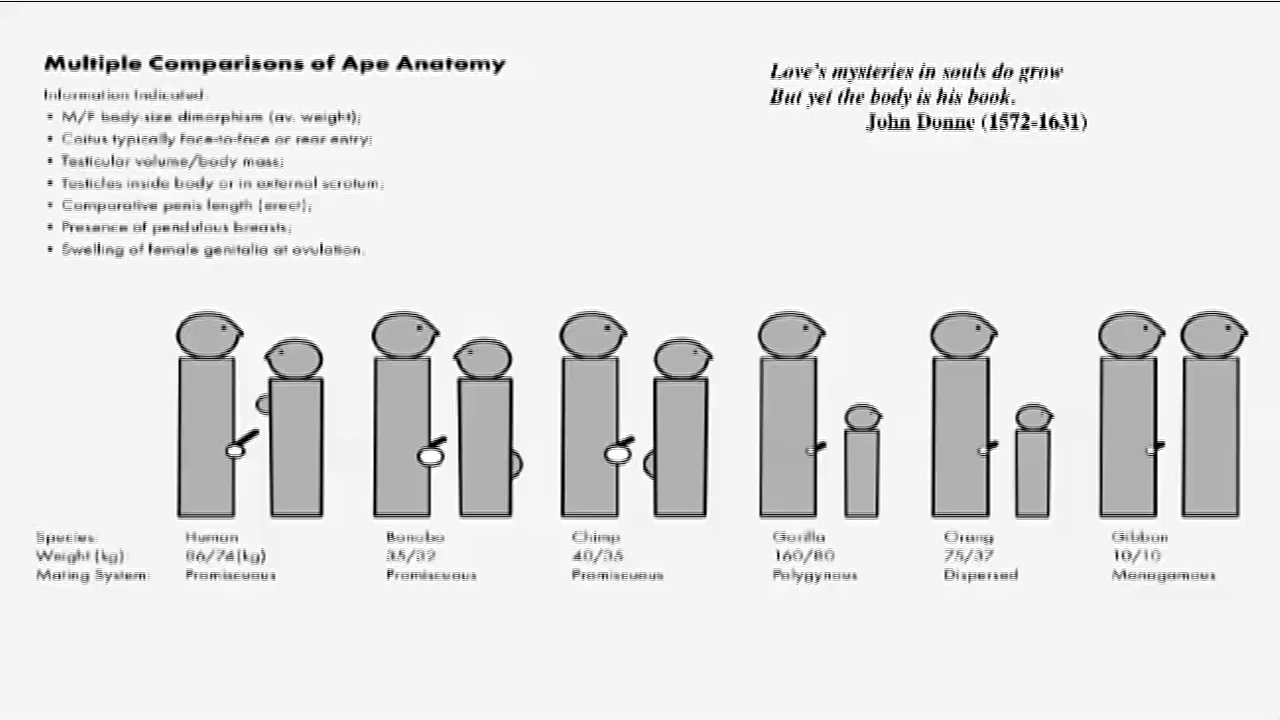 Multiple Comparisons of Ape Anatomy
Information Indicated:
• M/F body size dimorphism (av. weight);
• Coitus typically face-to-face or rear entry;
• Testicular volume/body mass;
• Testicles inside body or in external scrotum;
• Comparative penis length (erect);
• Presence of pendulous breasts;
• Swelling of female genitalia at ovulation.
Love's mysteries in souls do grow
But yet the body is his book.
John Donne (1572-1631)
Species: Human Bonobo Chimp Gorilla Orang Gibbon
Weight (kg) 86/74(kg) 35/32 40/35 160/80 75/37 10/10
Mating System: Promiscuous Promiscuous Promiscuous Polygynous Dispersed Monogamous